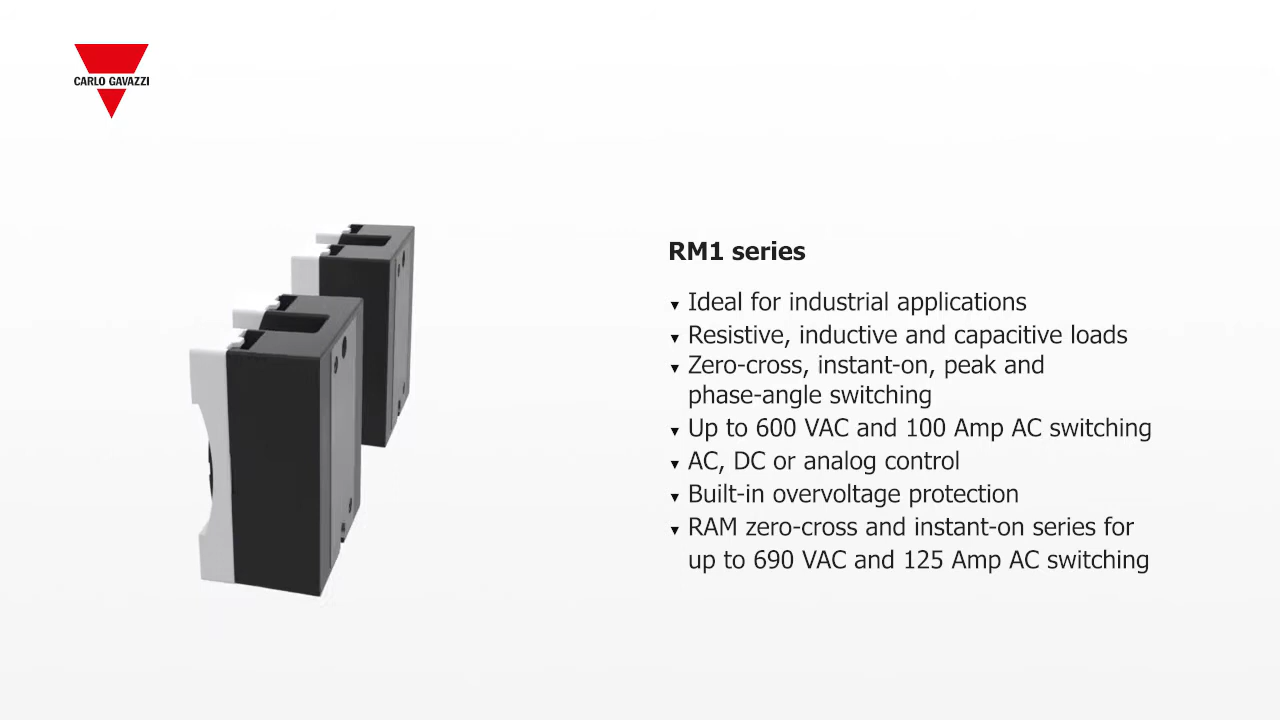 CARLO GAVAZZI
RM1 series
▼ Ideal for industrial applications
▼ Resistive, inductive and capacitive loads
▼ Zero-cross, instant-on, peak and
phase-angle switching
▼ Up to 600 VAC and 100 Amp AC switching
▼ AC, DC or analog control
▼ Built-in overvoltage protection
▼ RAM zero-cross and instant-on series for
up to 690 VAC and 125 Amp AC switching